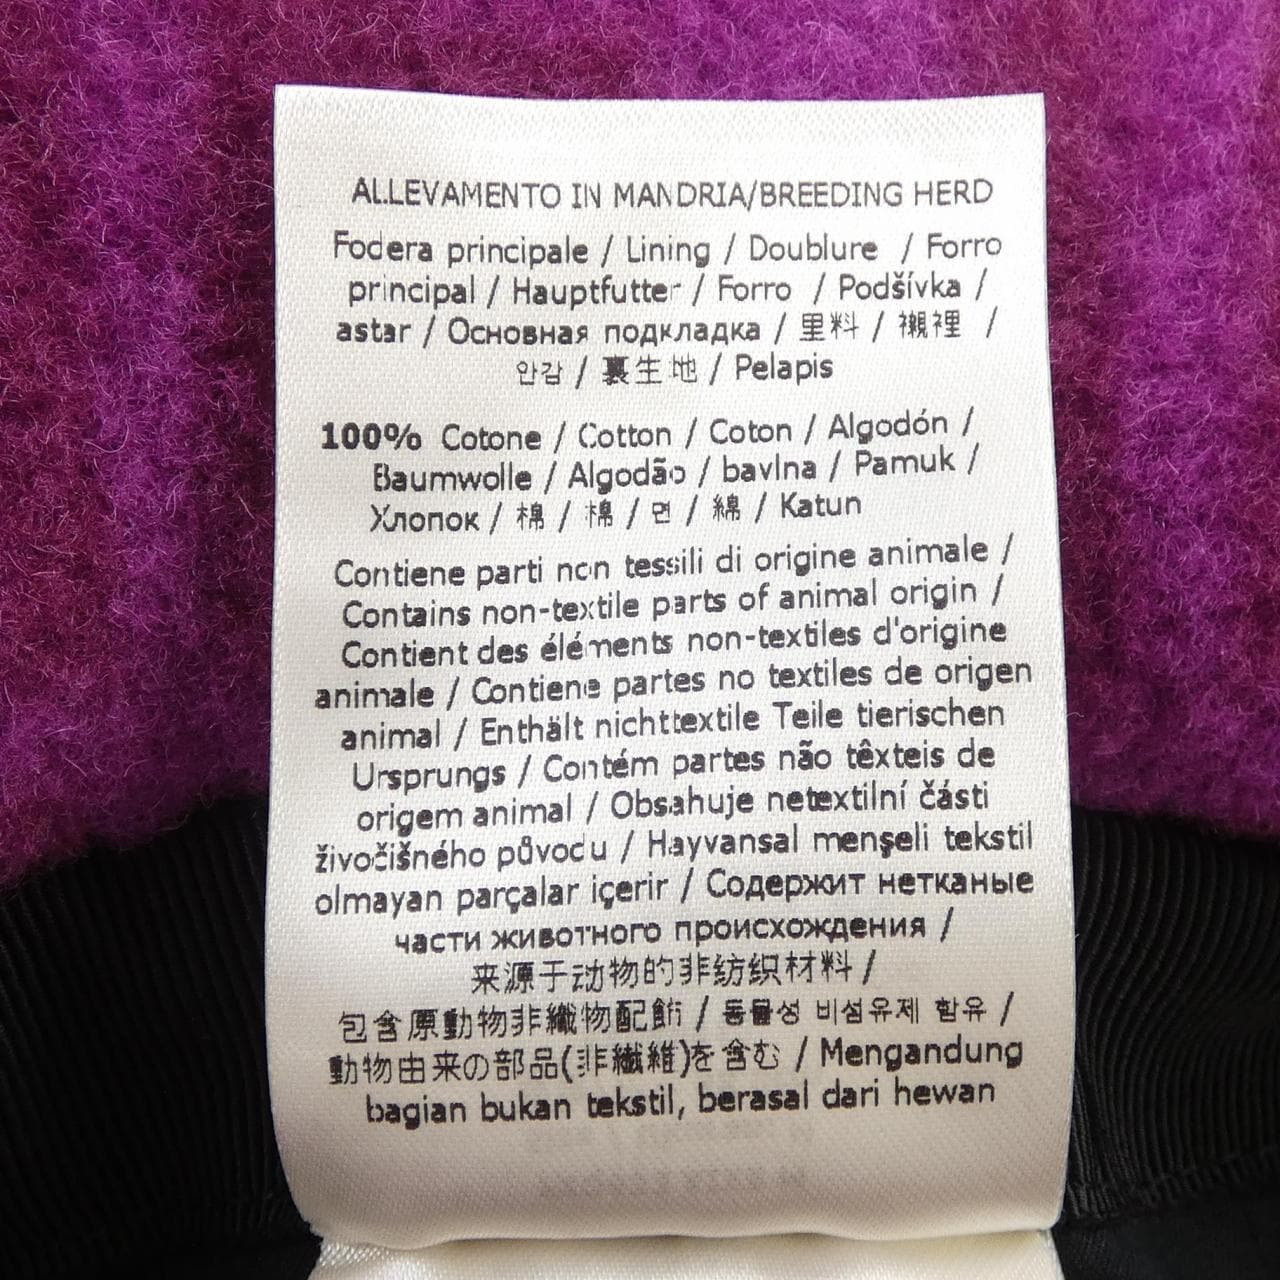 ALLEVAMENTO IN MANDRIA/BREEDING HERD
Fodera principale / Lining / Doublure / Forro
principal / Hauptfutter / Forro / Podšívka /
astar / Основная подкладка / 里料 / 襯裡 /
안감 / 裏生地 / Pelapis
100% Cotone / Cotton / Coton / Algodón /
Baumwolle / Algodão / bavlna / Pamuk /
Хлопок / 棉 / 棉 / 면 / 綿 / Katun
Contiene parti non tessili di origine animale /
Contains non-textile parts of animal origin /
Contient des éléments non-textiles d'origine
animale / Contiene partes no textiles de origen
animal / Enthält nichttextile Teile tierischen
Ursprungs / Contém partes não têxteis de
origem animal / Obsahuje netextilní části
živočišného původu / Hayvansal menşeli tekstil
olmayan parçalar içerir / Содержит нетканые
части животного происхождения /
来源于动物的非纺织材料 /
包含原動物非織物配飾 / 동물성 비섬유제 함유 /
動物由来の部品(非繊維)を含む / Mengandung
bagian bukan tekstil, berasal dari hewan